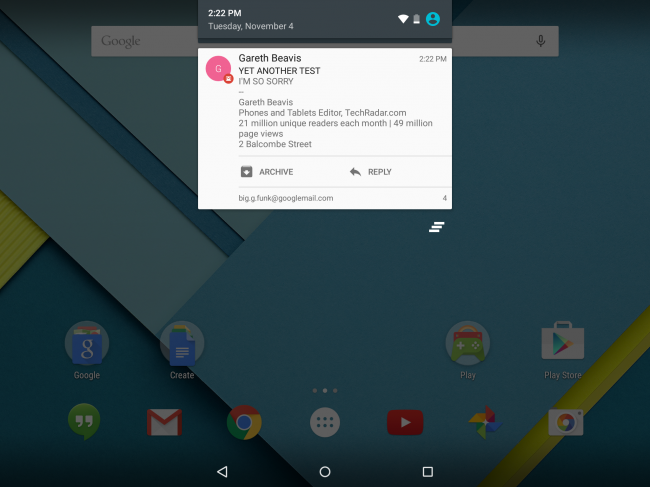 2:22 PM
Tuesday, November 4
Google
Gareth Beavis
2:22 PM
G
YET ANOTHER TEST
I'M SO SORRY
--
Gareth Beavis
Phones and Tablets Editor, TechRadar.com
21 million unique readers each month | 49 million
page views
2 Balcombe Street
ARCHIVE
REPLY
big.g.funk@googlemail.com
4
g
Google
Create
Play
Play Store